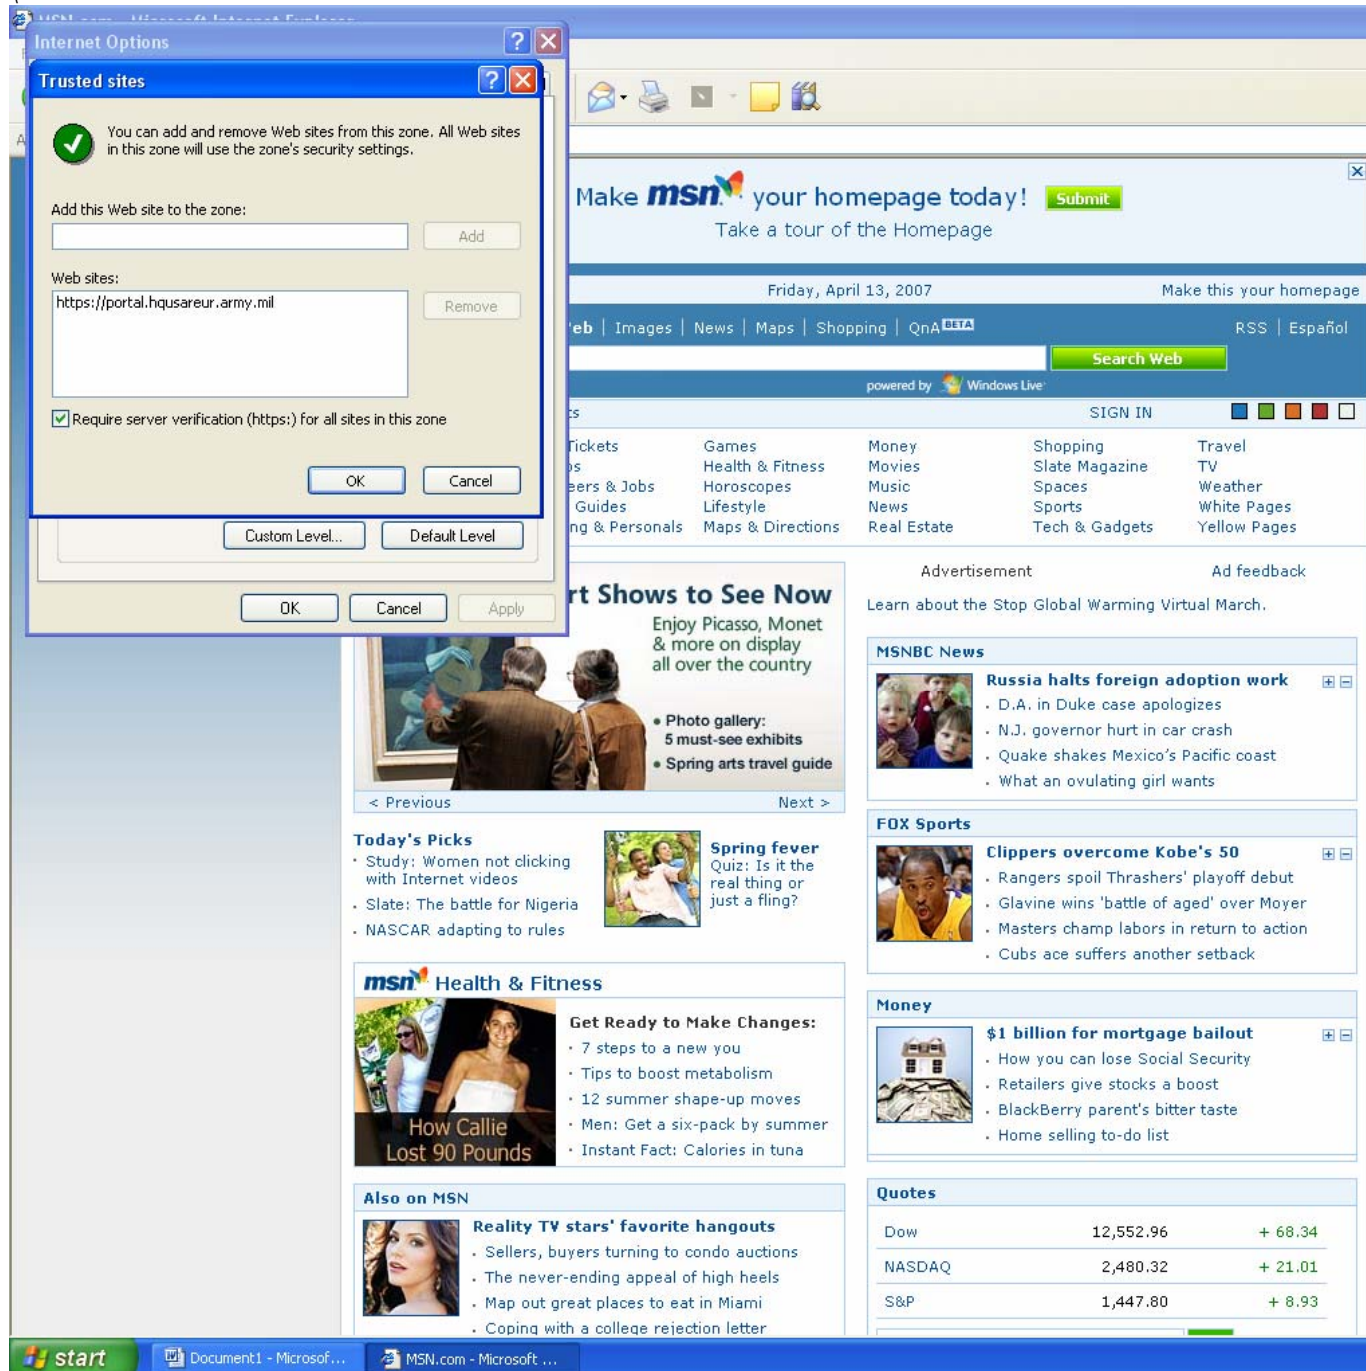 MSN.com - Microsoft Internet Explorer
Internet Options
Trusted sites
You can add and remove Web sites from this zone. All Web sites
in this zone will use the zone's security settings.
Add this Web site to the zone:
Add
Web sites:
https://portal.hqusareur.army.mil
Remove
Require server verification (https:) for all sites in this zone
OK Cancel
Custom Level... Default Level
OK Cancel Apply
Make msn your homepage today! Submit
Take a tour of the Homepage
Friday, April 13, 2007 Make this your homepage
eb | Images | News | Maps | Shopping | QnA BETA RSS | Español
Search Web
powered by Windows Live
SIGN IN
Tickets Games Money Shopping Travel
Health & Fitness Movies Slate Magazine TV
eers & Jobs Horoscopes Music Spaces Weather
Guides Lifestyle News Sports White Pages
ng & Personals Maps & Directions Real Estate Tech & Gadgets Yellow Pages
rt Shows to See Now
Enjoy Picasso, Monet
& more on display
all over the country
• Photo gallery:
5 must-see exhibits
• Spring arts travel guide
< Previous Next >
Advertisement Ad feedback
Learn about the Stop Global Warming Virtual March.
MSNBC News
Russia halts foreign adoption work
D.A. in Duke case apologizes
N.J. governor hurt in car crash
Quake shakes Mexico's Pacific coast
What an ovulating girl wants
Today's Picks
Study: Women not clicking
with Internet videos
Slate: The battle for Nigeria
NASCAR adapting to rules
Spring fever
Quiz: Is it the
real thing or
just a fling?
FOX Sports
Clippers overcome Kobe's 50
Rangers spoil Thrashers' playoff debut
Glavine wins 'battle of aged' over Moyer
Masters champ labors in return to action
Cubs ace suffers another setback
msn Health & Fitness
How Callie
Lost 90 Pounds
Get Ready to Make Changes:
7 steps to a new you
Tips to boost metabolism
12 summer shape-up moves
Men: Get a six-pack by summer
Instant Fact: Calories in tuna
Money
$1 billion for mortgage bailout
How you can lose Social Security
Retailers give stocks a boost
BlackBerry parent's bitter taste
Home selling to-do list
Also on MSN
Reality TV stars' favorite hangouts
Sellers, buyers turning to condo auctions
The never-ending appeal of high heels
Map out great places to eat in Miami
Coping with a college rejection letter
Quotes
Dow 12,552.96 + 68.34
NASDAQ 2,480.32 + 21.01
S&P 1,447.80 + 8.93
start Document1 - Microsof... MSN.com - Microsoft ...